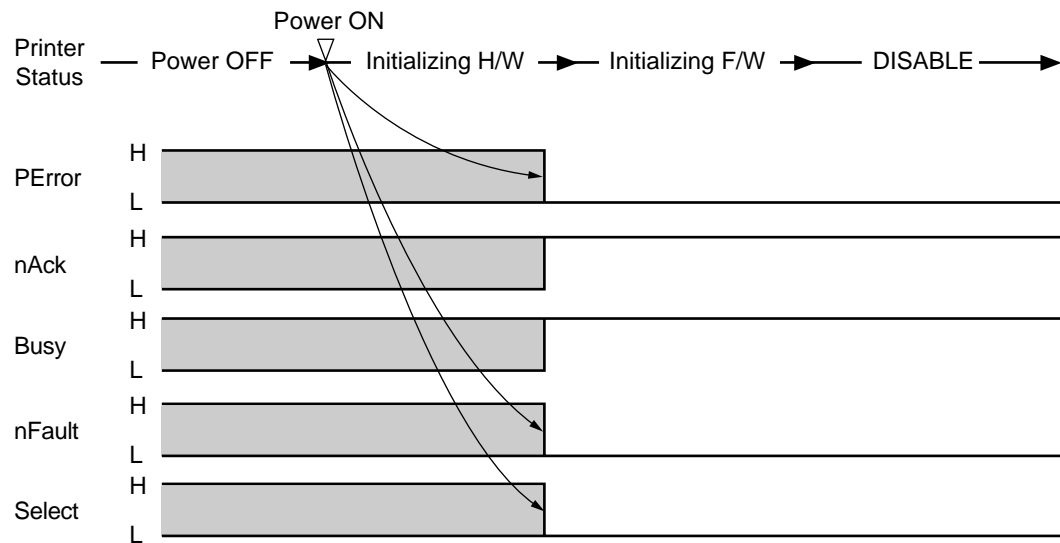 Power ON
Printer Status
Power OFF
Initializing H/W
Initializing F/W
DISABLE
H
PError
L
H
nAck
L
H
Busy
L
H
nFault
L
H
Select
L